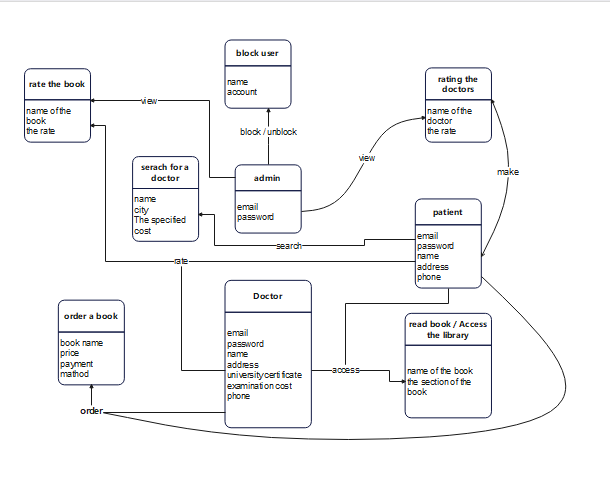 block user
name
account
rate the book
name of the
book
the rate
rating the
doctors
name of the
doctor
the rate
view
block / unblock
view
make
serach for a
doctor
name
city
The specified
cost
admin
email
password
patient
email
password
name
address
phone
search
rate
Doctor
email
password
name
address
university certificate
examination cost
phone
order a book
book name
price
payment
mathod
read book / Access
the library
name of the book
the section of the
book
access
order